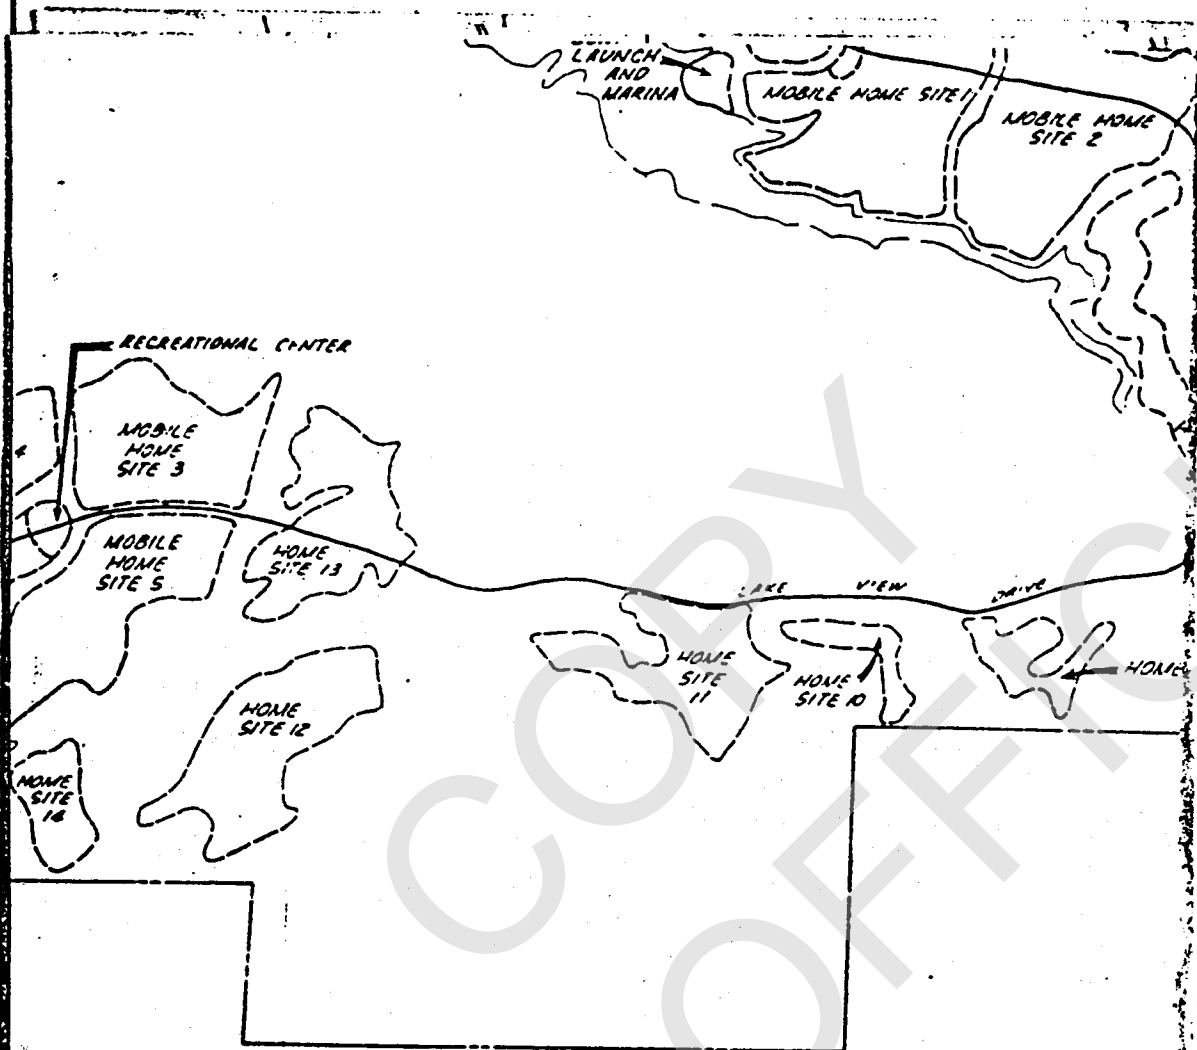 LAUNCH
AND
MARINA
MOBILE HOME SITE 1
MOBILE HOME
SITE 2
RECREATIONAL CENTER
4
MOBILE
HOME
SITE 3
MOBILE
HOME
SITE 5
HOME
SITE 13
LAKE VIEW DRIVE
HOME
SITE
11
HOME
SITE 10
HOME
HOME
SITE 12
HOME
SITE
14
COPY
OFFIC